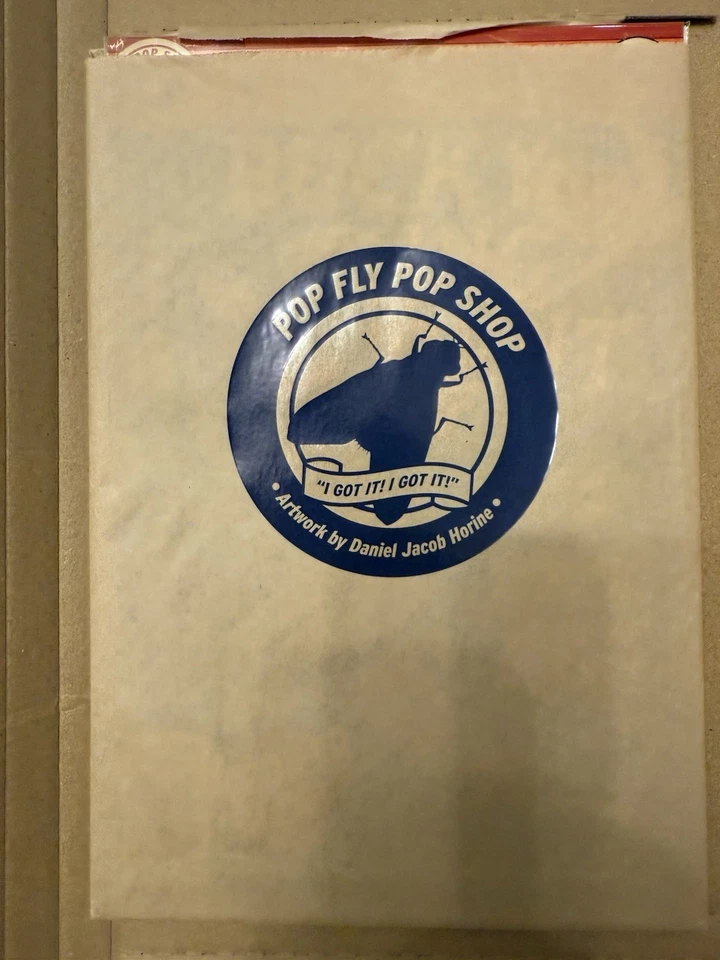 POP FLY POP SHOP
"I GOT IT! I GOT IT!"
• Artwork by Daniel Jacob Horine •